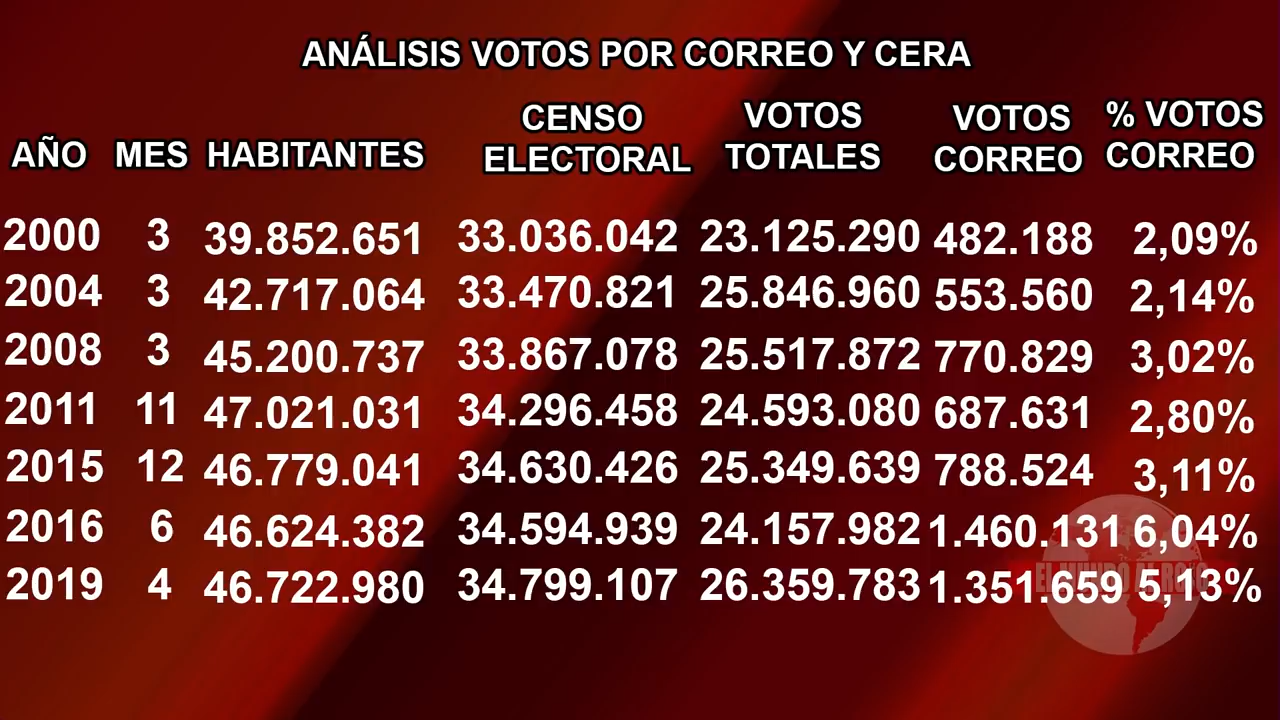 ANÁLISIS VOTOS POR CORREO Y CERA
AÑO MES HABITANTES CENSO ELECTORAL VOTOS TOTALES VOTOS CORREO % VOTOS CORREO
2000 3 39.852.651 33.036.042 23.125.290 482.188 2,09%
2004 3 42.717.064 33.470.821 25.846.960 553.560 2,14%
2008 3 45.200.737 33.867.078 25.517.872 770.829 3,02%
2011 11 47.021.031 34.296.458 24.593.080 687.631 2,80%
2015 12 46.779.041 34.630.426 25.349.639 788.524 3,11%
2016 6 46.624.382 34.594.939 24.157.982 1.460.131 6,04%
2019 4 46.722.980 34.799.107 26.359.783 1.351.659 5,13%
EL MUNDO AL ROJO